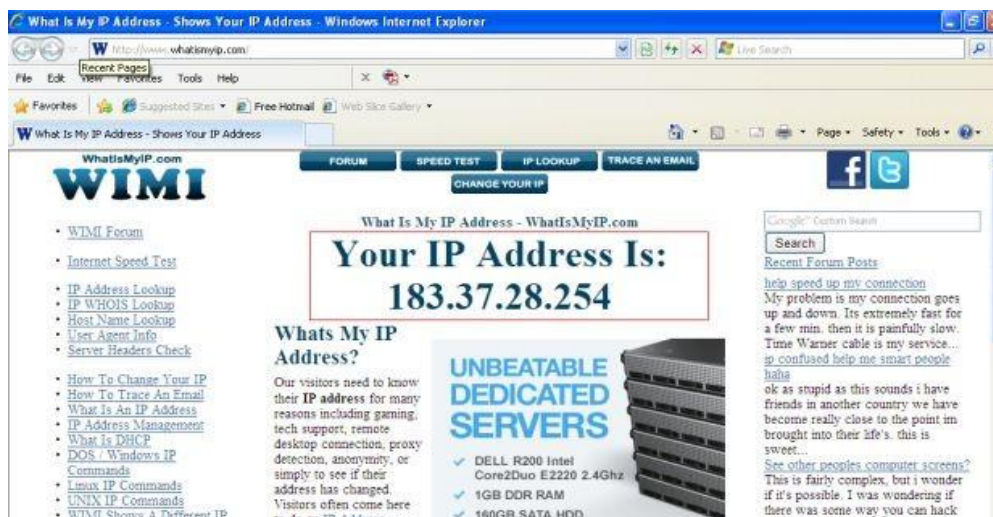 What Is My IP Address - Shows Your IP Address - Windows Internet Explorer
http://www.whatismyip.com/
Live Search
Recent Pages
File Edit View Favorites Tools Help
Favorites Suggested Sites Free Hotmail Web Slice Gallery
What Is My IP Address - Shows Your IP Address
Page Safety Tools
WhatIsMyIP.com
WIMI
FORUM SPEED TEST IP LOOKUP TRACE AN EMAIL
CHANGE YOUR IP
WIMI Forum
Internet Speed Test
IP Address Lookup
IP WHOIS Lookup
Host Name Lookup
User Agent Info
Server Headers Check
How To Change Your IP
How To Trace An Email
What Is An IP Address
IP Address Management
What Is DHCP
DOS / Windows IP
Commands
Linux IP Commands
UNIX IP Commands
WIMI Shows A Different IP
What Is My IP Address - WhatIsMyIP.com
Your IP Address Is:
183.37.28.254
Whats My IP
Address?
Our visitors need to know
their IP address for many
reasons including gaming,
tech support, remote
desktop connection, proxy
detection, anonymity, or
simply to see if their
address has changed.
Visitors often come here
UNBEATABLE
DEDICATED
SERVERS
DELL R200 Intel
Core2Duo E2220 2.4Ghz
1GB DDR RAM
160GB SATA HDD
Google Custom Search
Search
Recent Forum Posts
help speed up my connection
My problem is my connection goes
up and down. Its extremely fast for
a few min. then it is painfully slow.
Time Warner cable is my service...
ip confused help me smart people
haha
ok as stupid as this sounds i have
friends in another country we have
become really close to the point im
brought into their life's. this is
sweet...
See other peoples computer screens?
This is fairly complex, but i wonder
if it's possible. I was wondering if
there was some way you can hack